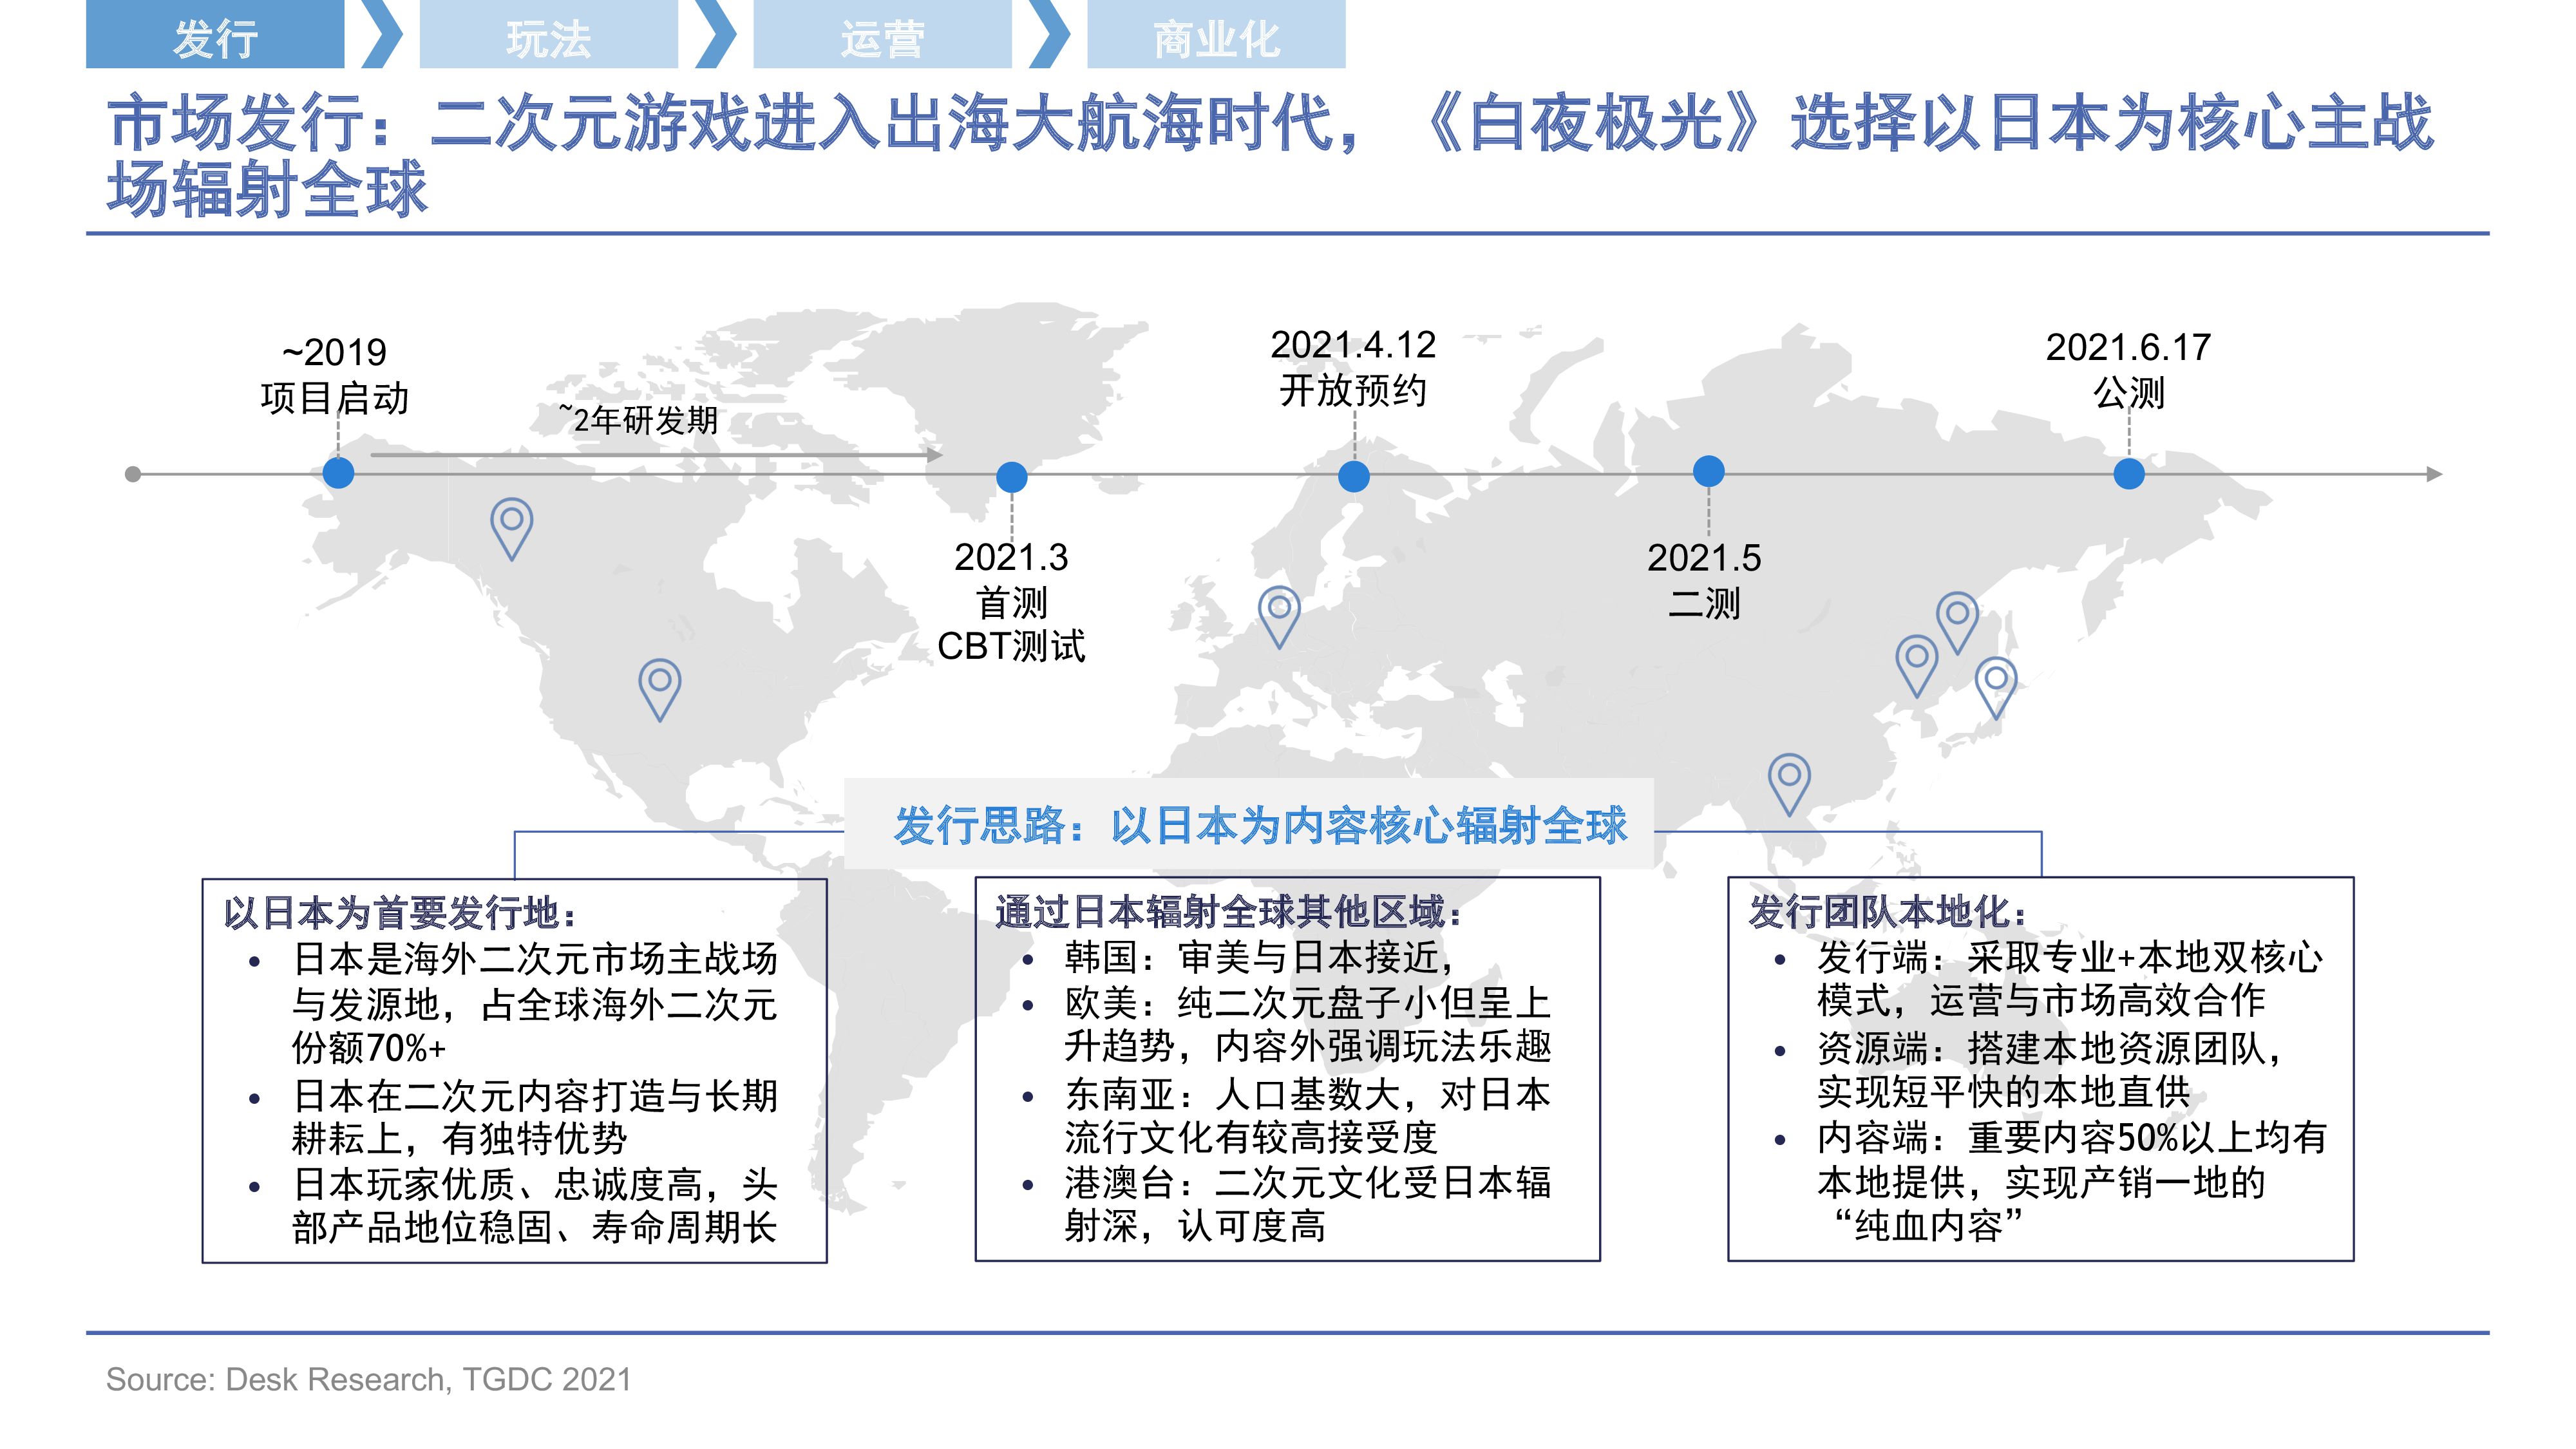 发行
玩法
运营
商业化
市场发行：二次元游戏进入出海大航海时代，《白夜极光》选择以日本为核心主战
场辐射全球
~2019
项目启动
~2年研发期
2021.3
首测
CBT测试
2021.4.12
开放预约
2021.5
二测
2021.6.17
公测
发行思路：以日本为内容核心辐射全球
以日本为首要发行地：
• 日本是海外二次元市场主战场
与发源地，占全球海外二次元
份额70%+
• 日本在二次元内容打造与长期
耕耘上，有独特优势
• 日本玩家优质、忠诚度高，头
部产品地位稳固、寿命周期长
通过日本辐射全球其他区域：
• 韩国：审美与日本接近，
• 欧美：纯二次元盘子小但呈上
升趋势，内容外强调玩法乐趣
• 东南亚：人口基数大，对日本
流行文化有较高接受度
• 港澳台：二次元文化受日本辐
射深，认可度高
发行团队本地化：
• 发行端：采取专业+本地双核心
模式，运营与市场高效合作
• 资源端：搭建本地资源团队，
实现短平快的本地直供
• 内容端：重要内容50%以上均有
本地提供，实现产销一地的
“纯血内容”
Source: Desk Research, TGDC 2021